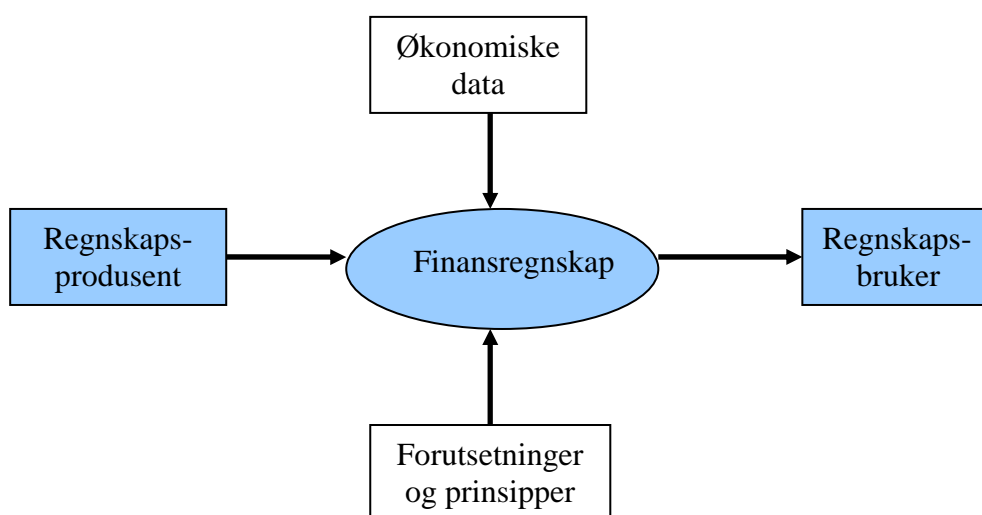 Økonomiske
data
Regnskaps-
produsent
Finansregnskap
Regnskaps-
bruker
Forutsetninger
og prinsipper